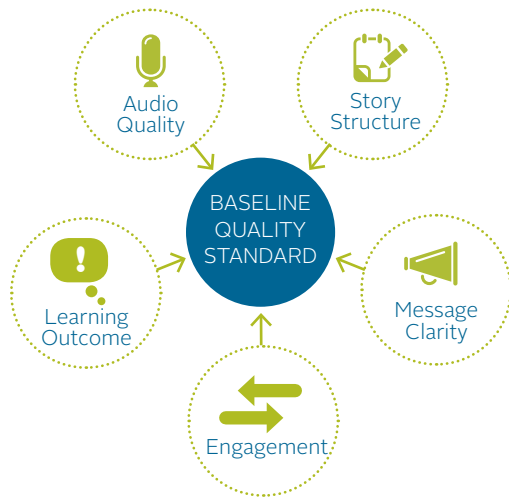 Audio
Quality
Story
Structure
BASELINE
QUALITY
STANDARD
Learning
Outcome
Message
Clarity
Engagement